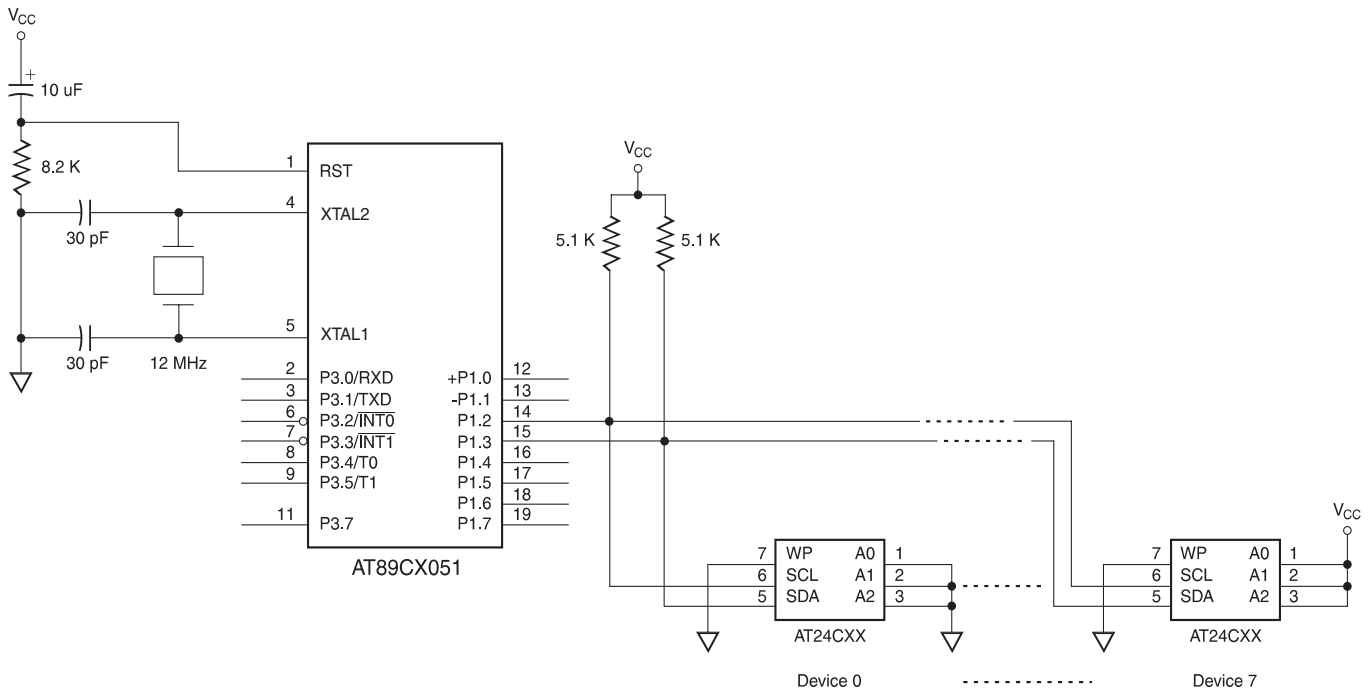 VCC
+
10 uF
8.2 K
30 pF
30 pF
12 MHz
1 RST
4 XTAL2
5 XTAL1
2 P3.0/RXD
3 P3.1/TXD
6 P3.2/INT0
7 P3.3/INT1
8 P3.4/T0
9 P3.5/T1
11 P3.7
+P1.0 12
-P1.1 13
P1.2 14
P1.3 15
P1.4 16
P1.5 17
P1.6 18
P1.7 19
AT89CX051
VCC
5.1 K
5.1 K
7 WP A0 1
6 SCL A1 2
5 SDA A2 3
AT24CXX
Device 0
VCC
7 WP A0 1
6 SCL A1 2
5 SDA A2 3
AT24CXX
Device 7